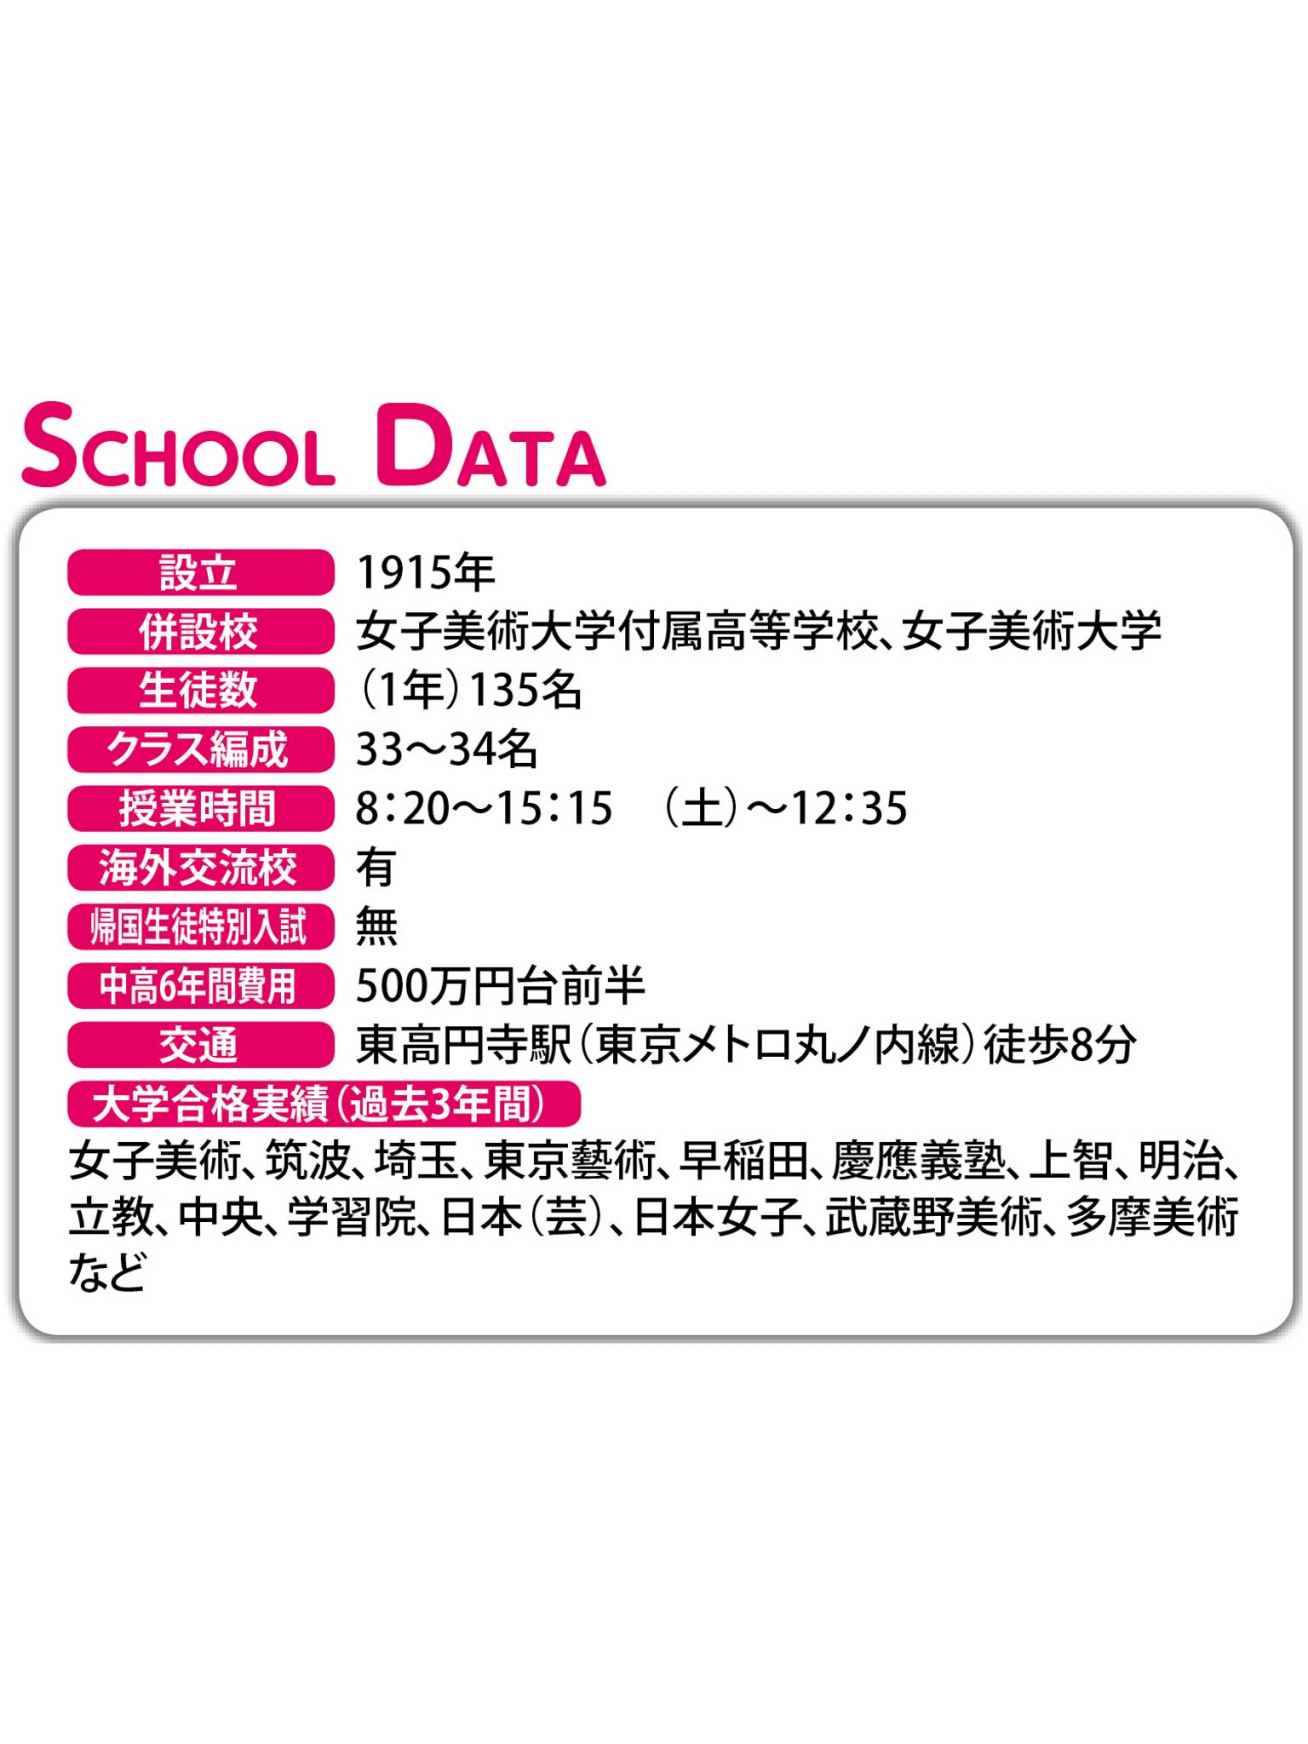 SCHOOL DATA
設立 1915年
併設校 女子美術大学付属高等学校、女子美術大学
生徒数 (1年)135名
クラス編成 33〜34名
授業時間 8:20〜15:15 (土)〜12:35
海外交流校 有
帰国生徒特別入試 無
中高6年間費用 500万円台前半
交通 東高円寺駅(東京メトロ丸ノ内線)徒歩8分
大学合格実績(過去3年間)
女子美術、筑波、埼玉、東京藝術、早稲田、慶應義塾、上智、明治、
立教、中央、学習院、日本(芸)、日本女子、武蔵野美術、多摩美術
など